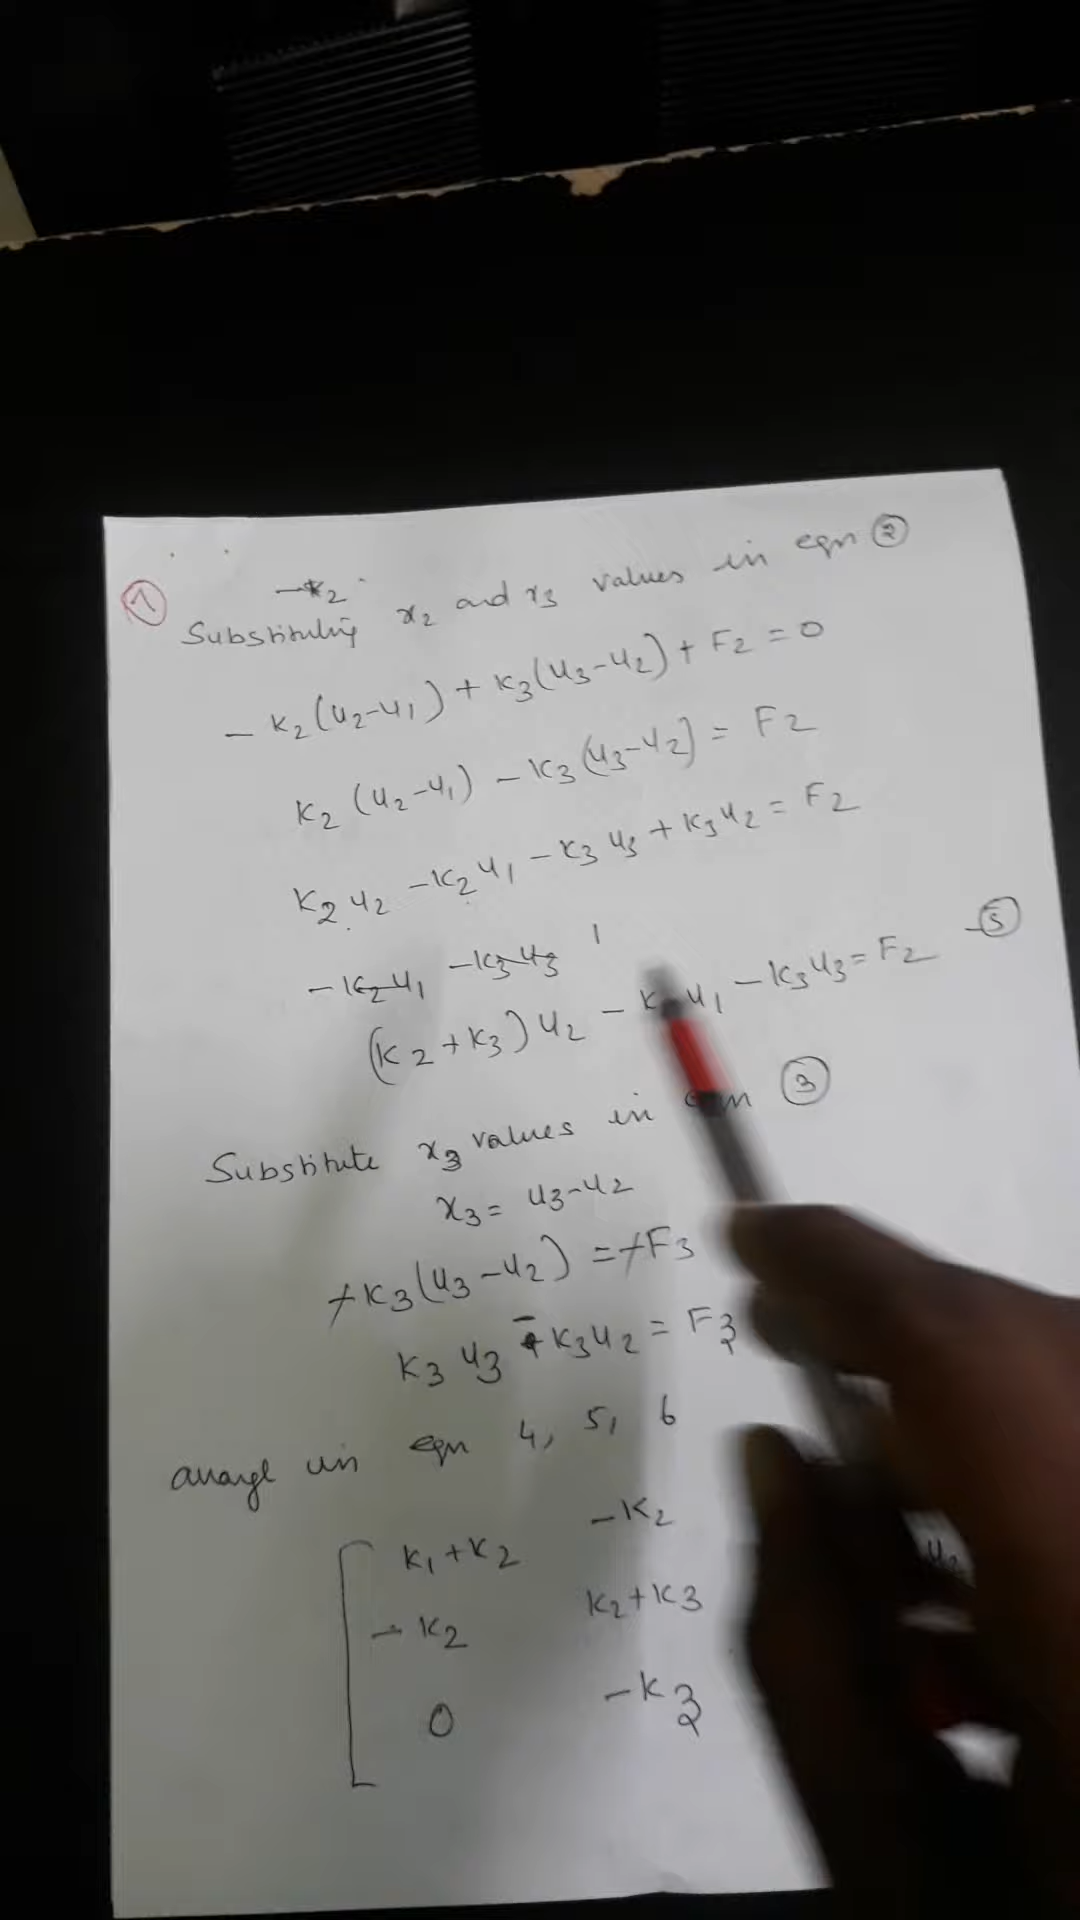 ① -k2
Substituting x2 and x3 values in eqn ②
- k2(u2-u1) + k3(u3-u2) + F2 = 0
k2 (u2-u1) - k3 (u3-u2) = F2
k2 u2 - k2 u1 - k3 u3 + k3 u2 = F2
- k2 u1 - k3 u3
(k2 + k3) u2 - k u1 - k3 u3 = F2 -⑤
Substitute x3 values in eqn ③
x3 = u3-u2
+ k3 (u3 - u2) = + F3
k3 u3 - k3 u2 = F3
in eqn 4, 5, 6
k1 + k2 -k2
- k2 k2 + k3
0 -k3
u2